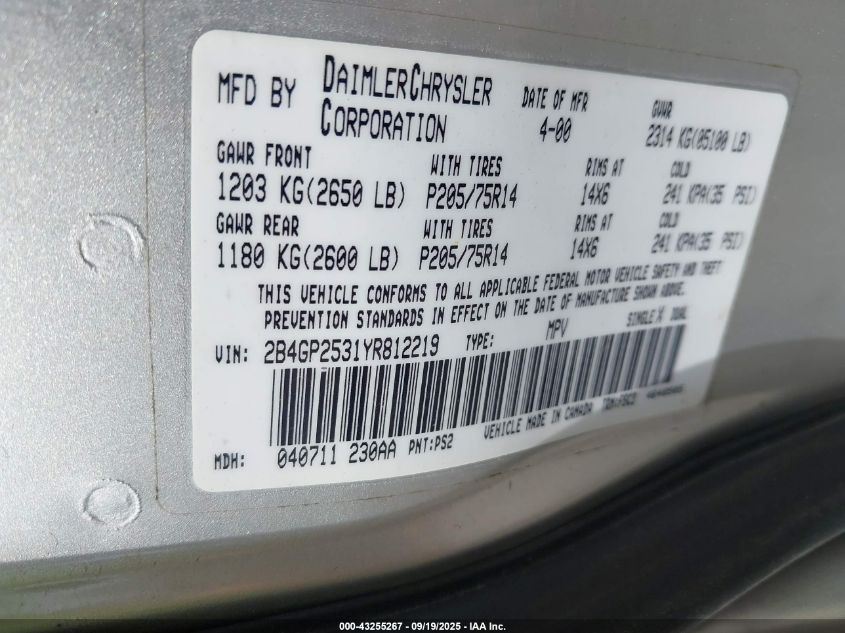 MFD BY DAIMLERCHRYSLER CORPORATION DATE OF MFR 4-00 GVWR 2314 KG(05100 LB)
GAWR FRONT WITH TIRES RIMS AT COLD
1203 KG(2650 LB) P205/75R14 14X6 241 KPA(35 PSI)
GAWR REAR WITH TIRES RIMS AT COLD
1180 KG(2600 LB) P205/75R14 14X6 241 KPA(35 PSI)
THIS VEHICLE CONFORMS TO ALL APPLICABLE FEDERAL MOTOR VEHICLE SAFETY AND THEFT
PREVENTION STANDARDS IN EFFECT ON THE DATE OF MANUFACTURE SHOWN ABOVE.
VIN: 2B4GP2531YR812219 TYPE: MPV SINGLE X DUAL
MDH: 040711 230AA PNT:PS2 VEHICLE MADE IN CANADA
000-43255267 - 09/19/2025 - IAA Inc.